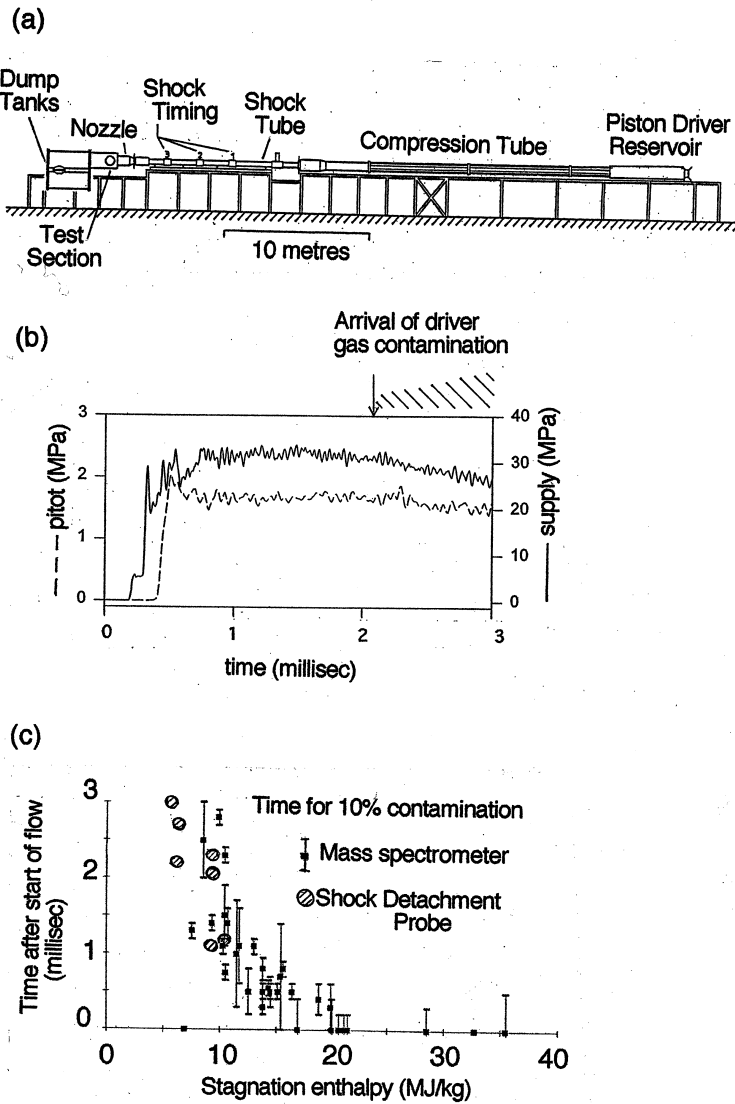 (a)
Dump
Tanks
Nozzle
Shock
Timing
Shock
Tube
Compression Tube
Piston Driver
Reservoir
Test
Section
10 metres
(b)
Arrival of driver
gas contamination
3
2
1
0
pitot (MPa)
40
30
20
10
0
supply (MPa)
0
1
2
3
time (millisec)
(c)
3
2
1
0
Time after start of flow
(millisec)
Time for 10% contamination
Mass spectrometer
Shock Detachment
Probe
0
10
20
30
40
Stagnation enthalpy (MJ/kg)